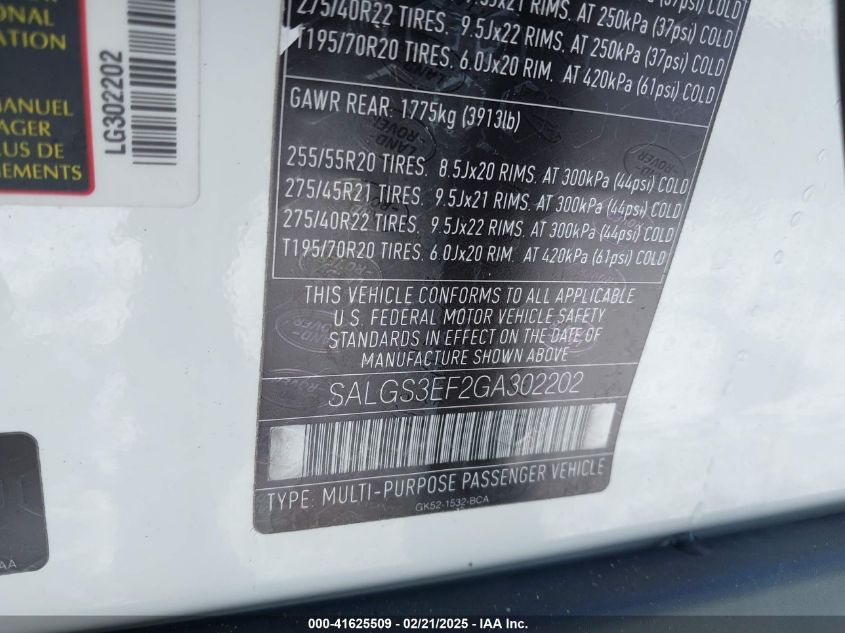 ONAL
ATION
MANUEL
AGER
PLUS DE
GEMENTS
LG302202
275/40R22 TIRES. 9.5Jx22 RIMS. AT 250kPa (37psi) COLD
T195/70R20 TIRES. 6.0Jx20 RIM. AT 420kPa (61psi) COLD
GAWR REAR: 1775kg (3913lb)
255/55R20 TIRES. 8.5Jx20 RIMS. AT 300kPa (44psi) COLD
275/45R21 TIRES. 9.5Jx21 RIMS. AT 300kPa (44psi) COLD
275/40R22 TIRES. 9.5Jx22 RIMS. AT 300kPa (44psi) COLD
T195/70R20 TIRES. 6.0Jx20 RIM. AT 420kPa (61psi) COLD
THIS VEHICLE CONFORMS TO ALL APPLICABLE
U.S. FEDERAL MOTOR VEHICLE SAFETY
STANDARDS IN EFFECT ON THE DATE OF
MANUFACTURE SHOWN ABOVE
SALGS3EF2GA302202
TYPE: MULTI-PURPOSE PASSENGER VEHICLE
GK52-1532-BCA
AA
000-41625509 - 02/21/2025 - IAA Inc.